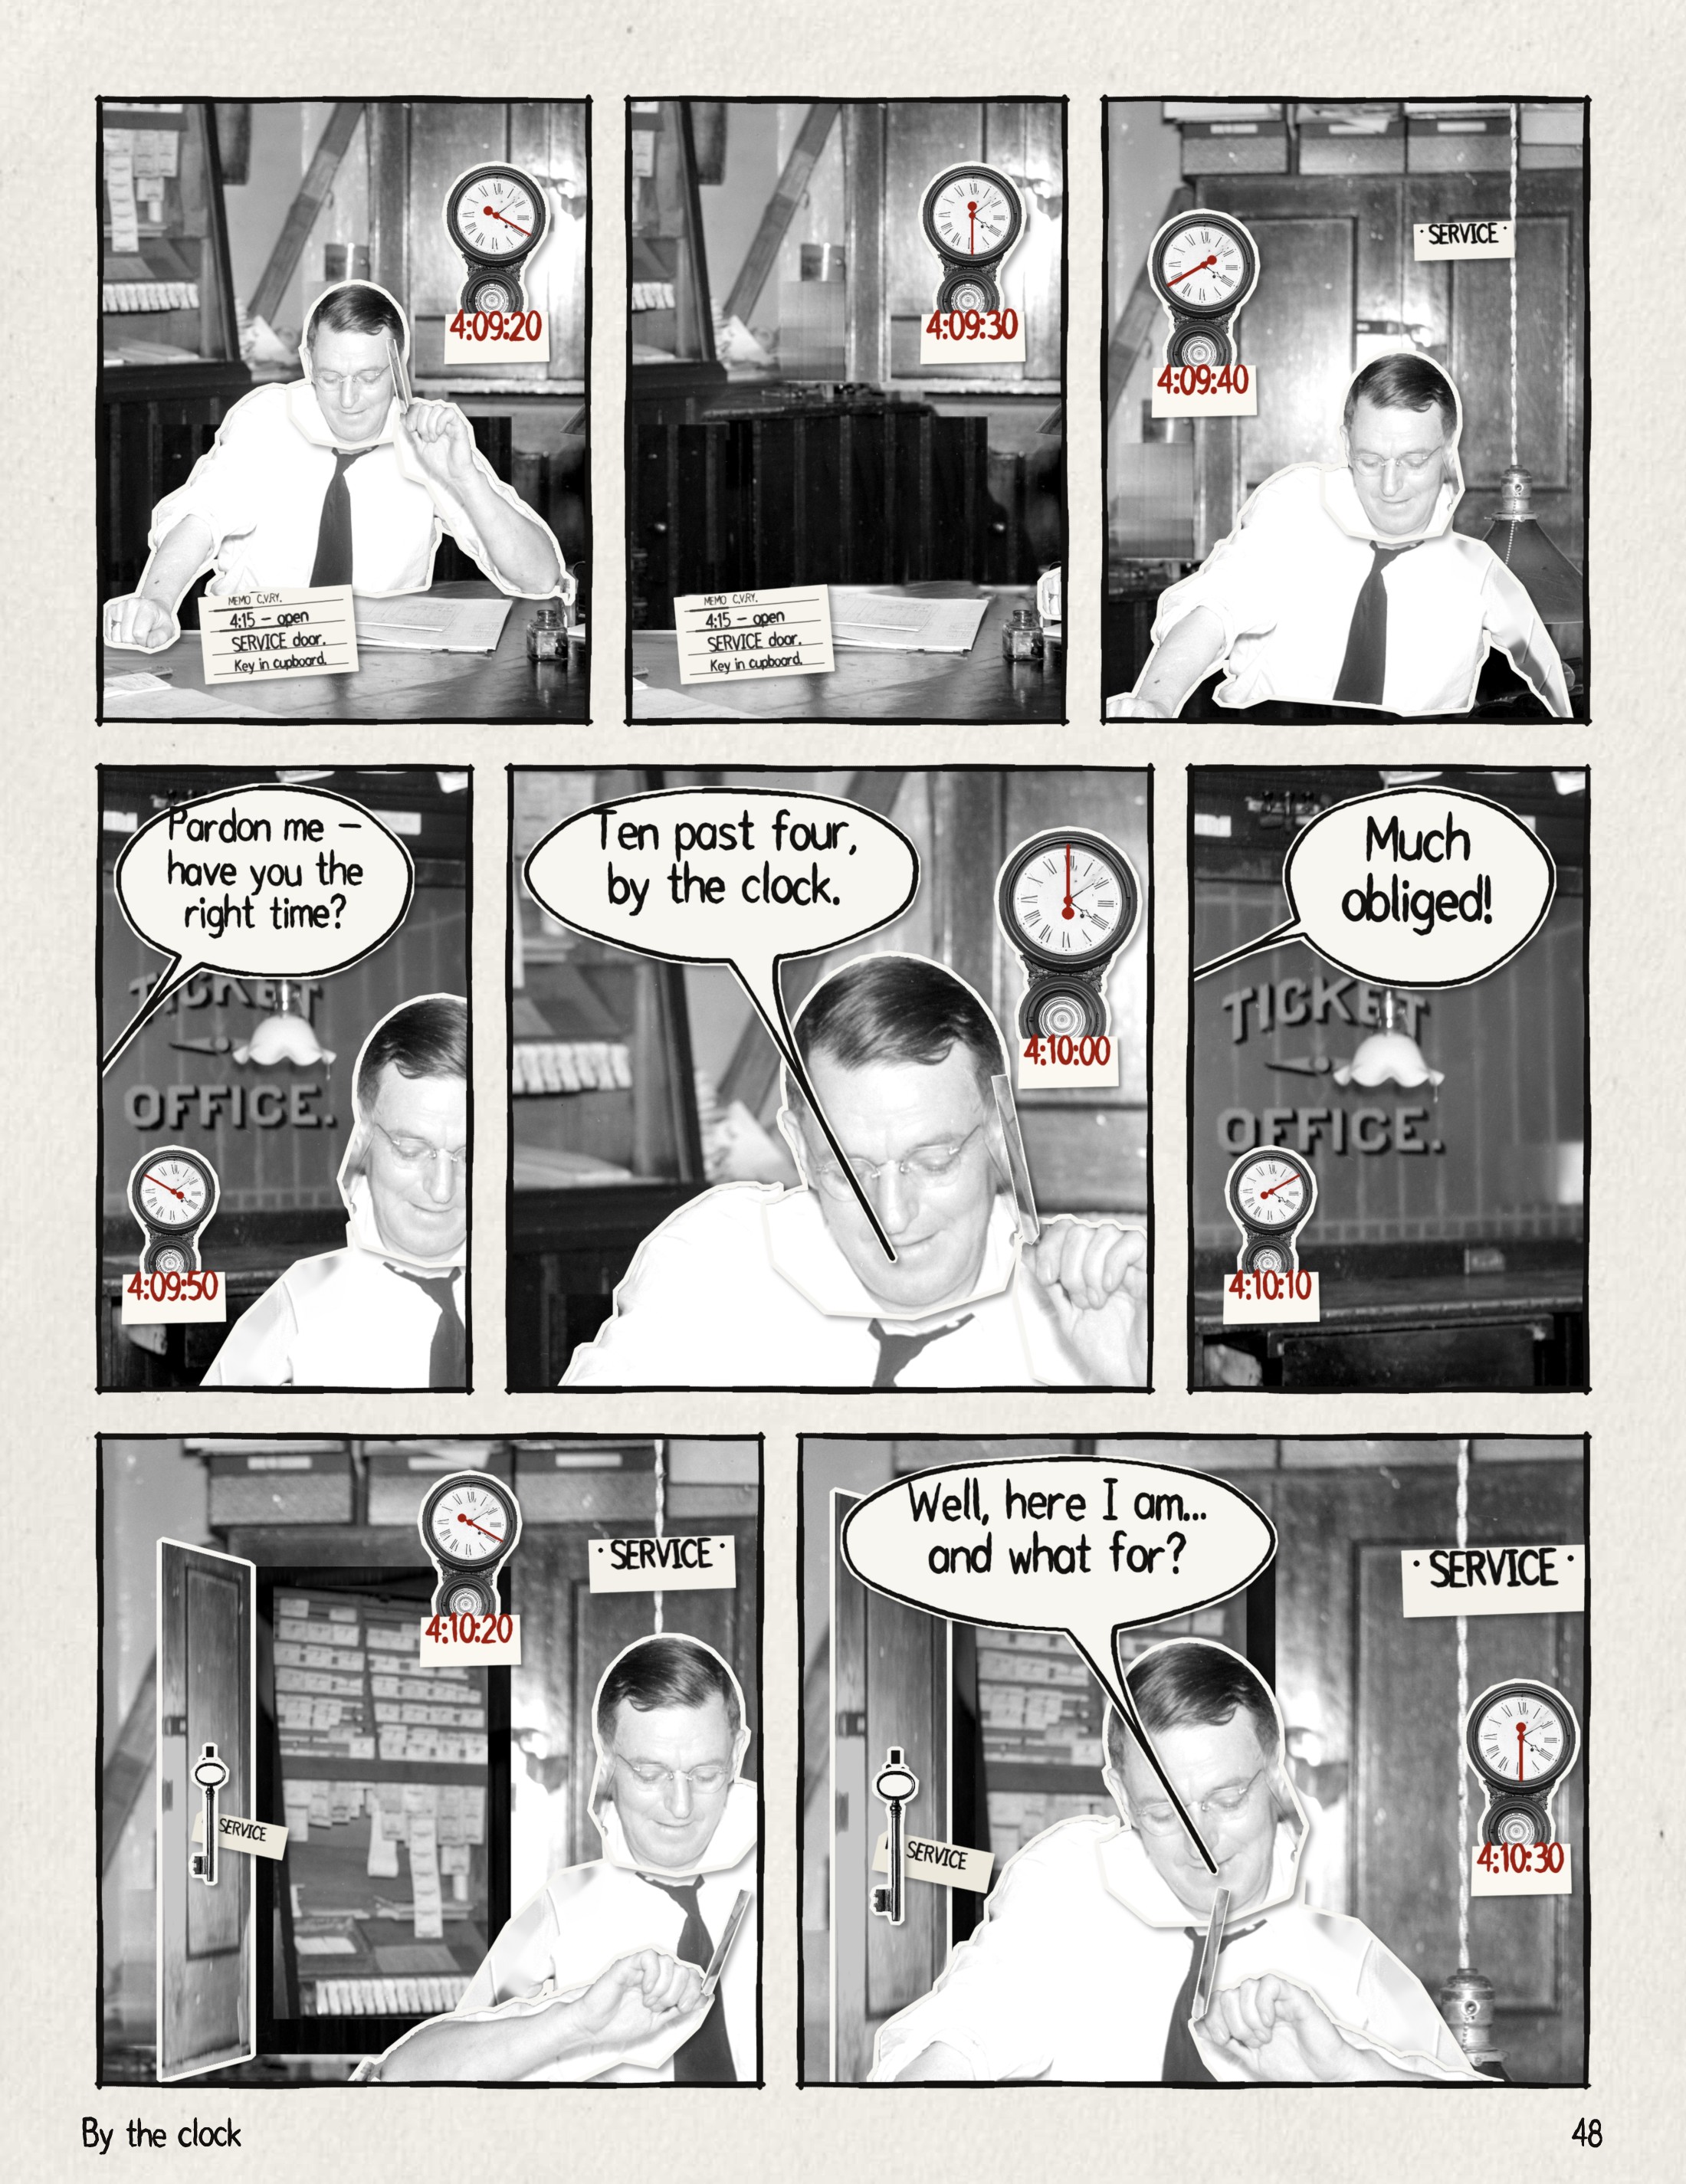 4:09:20
MEMO C.V.RY.
4:15 – open
SERVICE door.
Key in cupboard.
4:09:30
MEMO C.V.RY.
4:15 – open
SERVICE door.
Key in cupboard.
· SERVICE ·
4:09:40
Pardon me –
have you the
right time?
TICKET
OFFICE.
4:09:50
Ten past four,
by the clock.
4:10:00
Much
obliged!
TICKET
OFFICE.
4:10:10
4:10:20
· SERVICE ·
SERVICE
Well, here I am...
and what for?
· SERVICE ·
SERVICE
4:10:30
By the clock
48